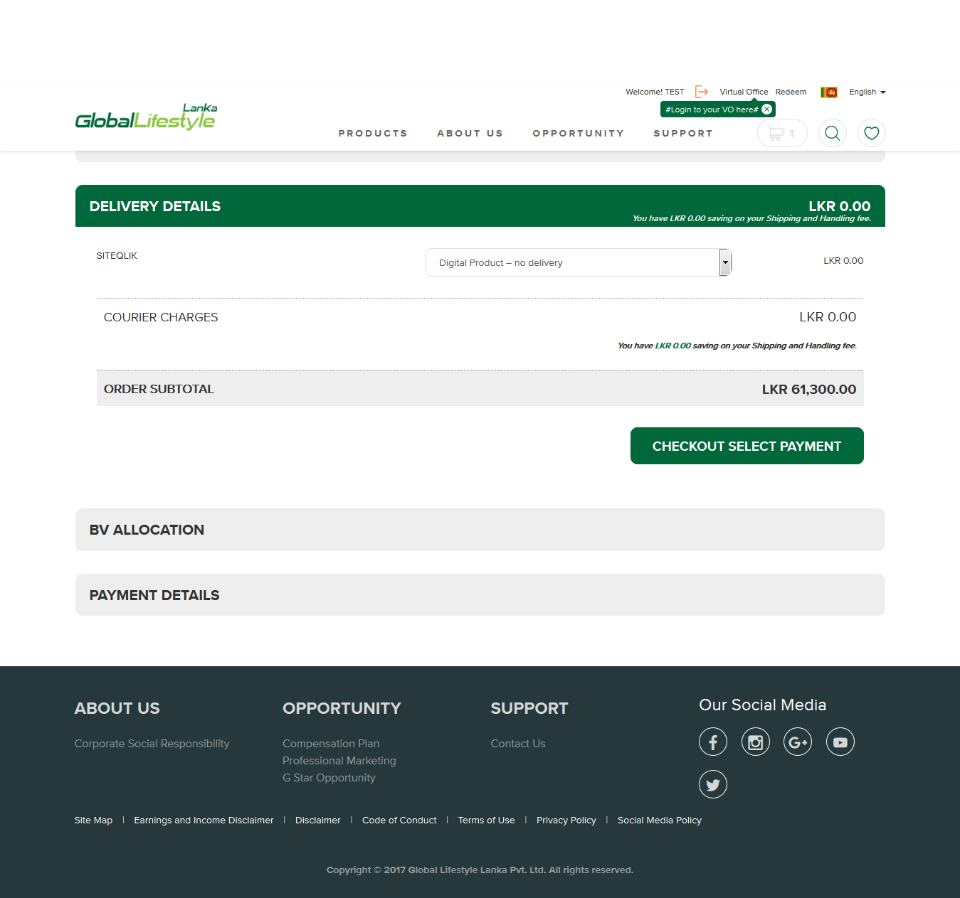 Welcome! TEST Virtual Office Redeem English
#Login to your VO here#
Lanka
GlobalLifestyle
PRODUCTS ABOUT US OPPORTUNITY SUPPORT 1
DELIVERY DETAILS LKR 0.00
You have LKR 0.00 saving on your Shipping and Handling fee.
SITEQLIK Digital Product – no delivery LKR 0.00
COURIER CHARGES LKR 0.00
You have LKR 0.00 saving on your Shipping and Handling fee.
ORDER SUBTOTAL LKR 61,300.00
CHECKOUT SELECT PAYMENT
BV ALLOCATION
PAYMENT DETAILS
ABOUT US OPPORTUNITY SUPPORT Our Social Media
Corporate Social Responsibility Compensation Plan Contact Us
Professional Marketing
G Star Opportunity
Site Map | Earnings and Income Disclaimer | Disclaimer | Code of Conduct | Terms of Use | Privacy Policy | Social Media Policy
Copyright © 2017 Global Lifestyle Lanka Pvt. Ltd. All rights reserved.